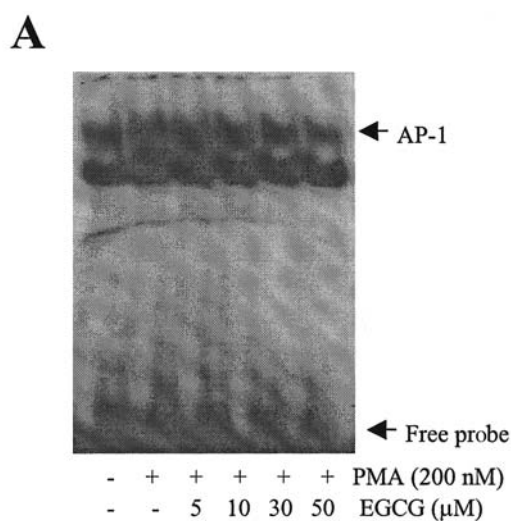 A
AP-1
Free probe
- + + + + + PMA (200 nM)
- - 5 10 30 50 EGCG (μM)